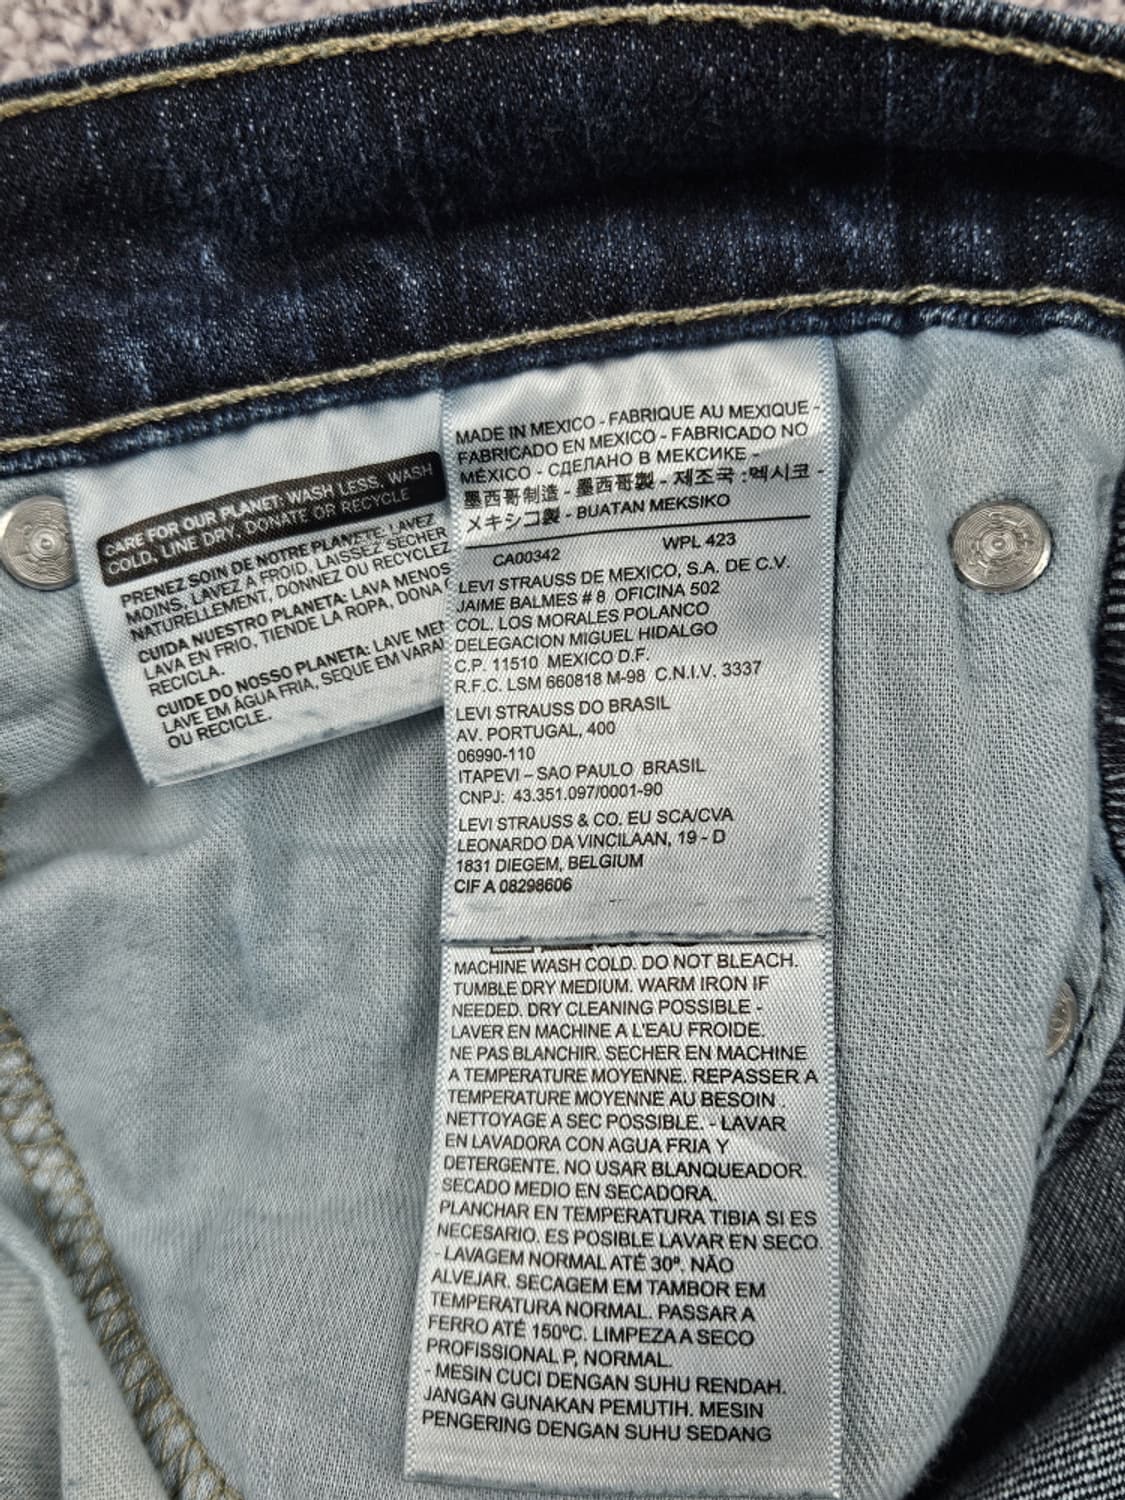 CARE FOR OUR PLANET: WASH LESS, WASH
COLD, LINE DRY, DONATE OR RECYCLE
PRENEZ SOIN DE NOTRE PLANETE: LAVEZ
MOINS, LAVEZ A FROID, LAISSEZ SECHER
NATURELLEMENT, DONNEZ OU RECYCLEZ
CUIDA NUESTRO PLANETA: LAVA MENOS
LAVA EN FRIO, TIENDE LA ROPA, DONA
RECICLA.
CUIDE DO NOSSO PLANETA: LAVE
LAVE EM ÁGUA FRIA, SEQUE EM
OU RECICLE.
MADE IN MEXICO - FABRIQUE AU MEXIQUE -
FABRICADO EN MEXICO - FABRICADO NO
MÉXICO - СДЕЛАНО В МЕКСИКЕ -
墨西哥制造 - 墨西哥製 - 제조국 :멕시코 -
メキシコ製 - BUATAN MEKSIKO
CA00342 WPL 423
LEVI STRAUSS DE MEXICO, S.A. DE C.V.
JAIME BALMES # 8 OFICINA 502
COL. LOS MORALES POLANCO
DELEGACION MIGUEL HIDALGO
C.P. 11510 MEXICO D.F.
R.F.C. LSM 660818 M-98 C.N.I.V. 3337
LEVI STRAUSS DO BRASIL
AV. PORTUGAL, 400
06990-110
ITAPEVI – SAO PAULO BRASIL
CNPJ: 43.351.097/0001-90
LEVI STRAUSS & CO. EU SCA/CVA
LEONARDO DA VINCILAAN, 19 - D
1831 DIEGEM, BELGIUM
CIF A 08298606
MACHINE WASH COLD. DO NOT BLEACH.
TUMBLE DRY MEDIUM. WARM IRON IF
NEEDED. DRY CLEANING POSSIBLE -
LAVER EN MACHINE A L'EAU FROIDE.
NE PAS BLANCHIR. SECHER EN MACHINE
A TEMPERATURE MOYENNE. REPASSER A
TEMPERATURE MOYENNE AU BESOIN
NETTOYAGE A SEC POSSIBLE. - LAVAR
EN LAVADORA CON AGUA FRIA Y
DETERGENTE. NO USAR BLANQUEADOR.
SECADO MEDIO EN SECADORA.
PLANCHAR EN TEMPERATURA TIBIA SI ES
NECESARIO. ES POSIBLE LAVAR EN SECO.
- LAVAGEM NORMAL ATÉ 30º. NÃO
ALVEJAR. SECAGEM EM TAMBOR EM
TEMPERATURA NORMAL. PASSAR A
FERRO ATÉ 150ºC. LIMPEZA A SECO
PROFISSIONAL P, NORMAL.
- MESIN CUCI DENGAN SUHU RENDAH.
JANGAN GUNAKAN PEMUTIH. MESIN
PENGERING DENGAN SUHU SEDANG